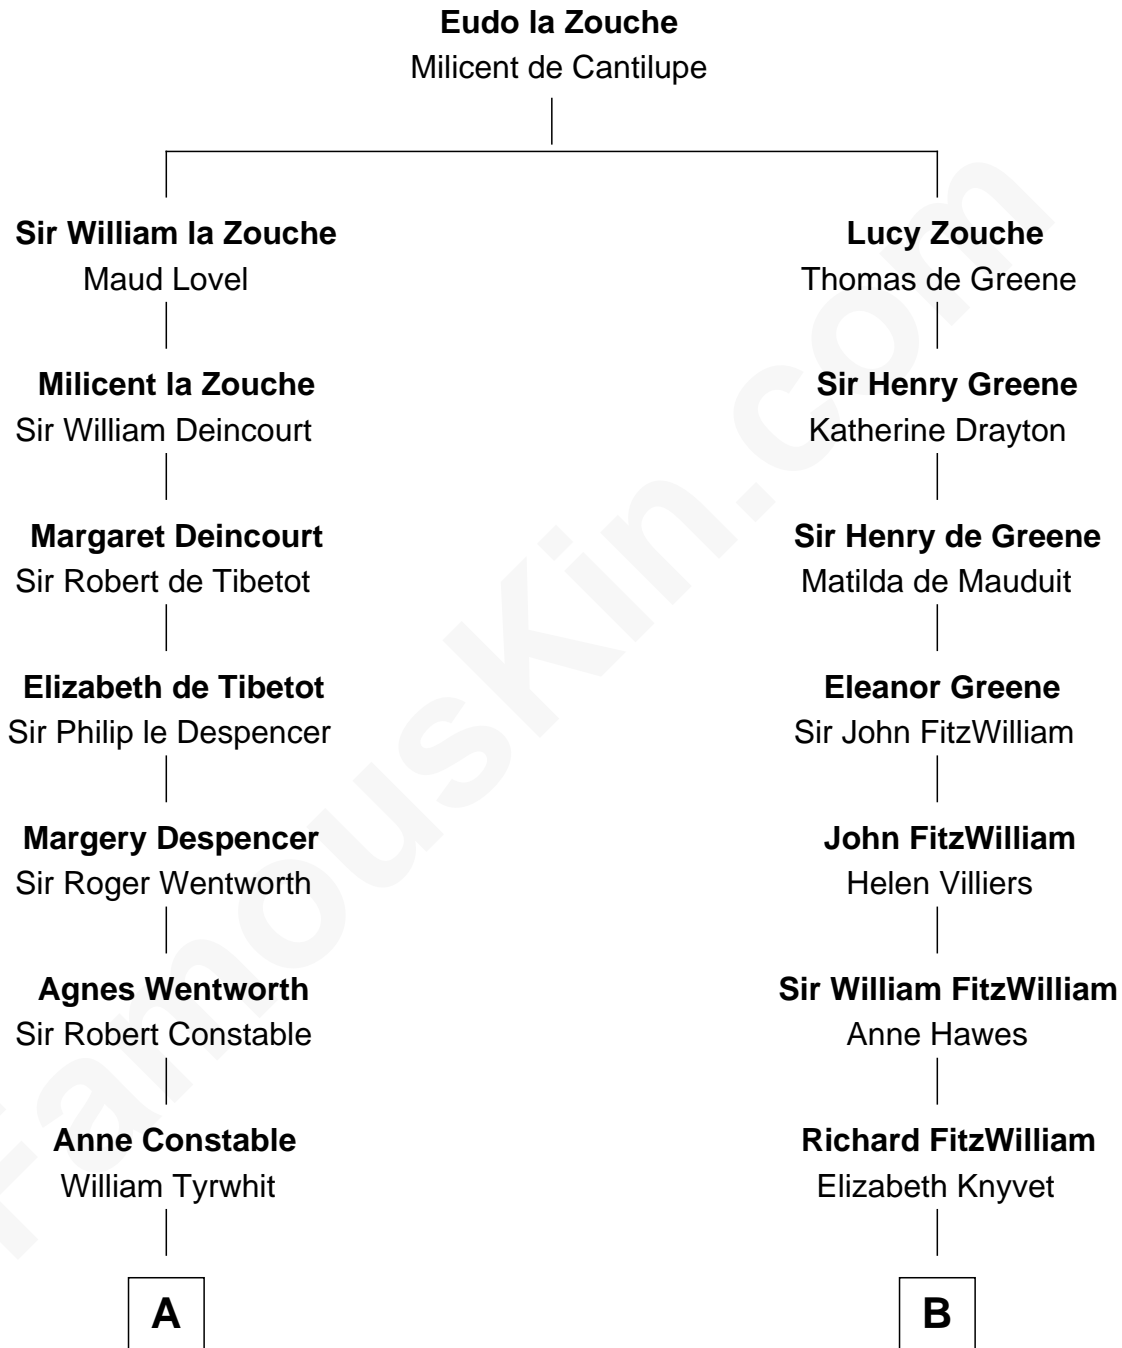 Eudo la Zouche
Milicent de Cantilupe
Sir William la Zouche
Maud Lovel
Lucy Zouche
Thomas de Greene
Milicent la Zouche
Sir William Deincourt
Sir Henry Greene
Katherine Drayton
Margaret Deincourt
Sir Robert de Tibetot
Sir Henry de Greene
Matilda de Mauduit
Elizabeth de Tibetot
Sir Philip le Despencer
Eleanor Greene
Sir John FitzWilliam
Margery Despencer
Sir Roger Wentworth
John FitzWilliam
Helen Villiers
Agnes Wentworth
Sir Robert Constable
Sir William FitzWilliam
Anne Hawes
Anne Constable
William Tyrwhit
Richard FitzWilliam
Elizabeth Knyvet
A
B
FamousKin.com